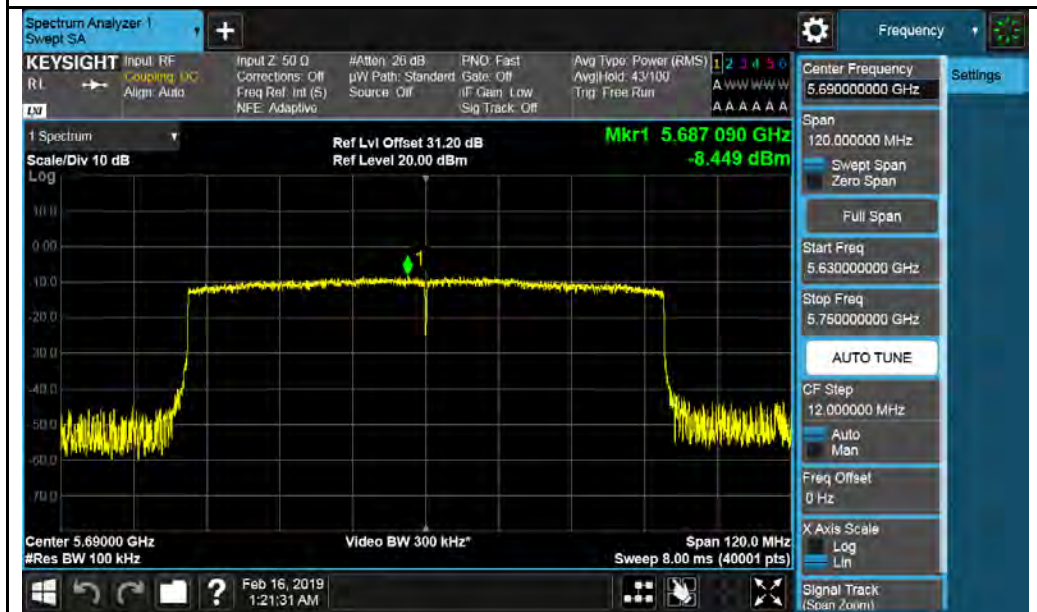 Spectrum Analyzer 1
Swept SA
+
Frequency
KEYSIGHT
RL
LXI
Input: RF
Coupling: DC
Align: Auto
Input Z: 50 Ω
Corrections: Off
Freq Ref: Int (S)
NFE: Adaptive
#Atten: 26 dB
µW Path: Standard
Source: Off
PNO: Fast
Gate: Off
IF Gain: Low
Sig Track: Off
Avg Type: Power (RMS)
Avg|Hold: 43/100
Trig: Free Run
1 2 3 4 5 6
A W W W W W
A A A A A A
1 Spectrum
Scale/Div 10 dB
Log
Ref Lvl Offset 31.20 dB
Ref Level 20.00 dBm
Mkr1 5.687 090 GHz
-8.449 dBm
10.0
0.00
-10.0
-20.0
-30.0
-40.0
-50.0
-60.0
-70.0
1
Center 5.69000 GHz
#Res BW 100 kHz
Video BW 300 kHz*
Span 120.0 MHz
Sweep 8.00 ms (40001 pts)
Center Frequency
5.690000000 GHz
Span
120.000000 MHz
Swept Span
Zero Span
Full Span
Start Freq
5.630000000 GHz
Stop Freq
5.750000000 GHz
AUTO TUNE
CF Step
12.000000 MHz
Auto
Man
Freq Offset
0 Hz
X Axis Scale
Log
Lin
Signal Track
(Span Zoom)
Settings
?
Feb 16, 2019
1:21:31 AM